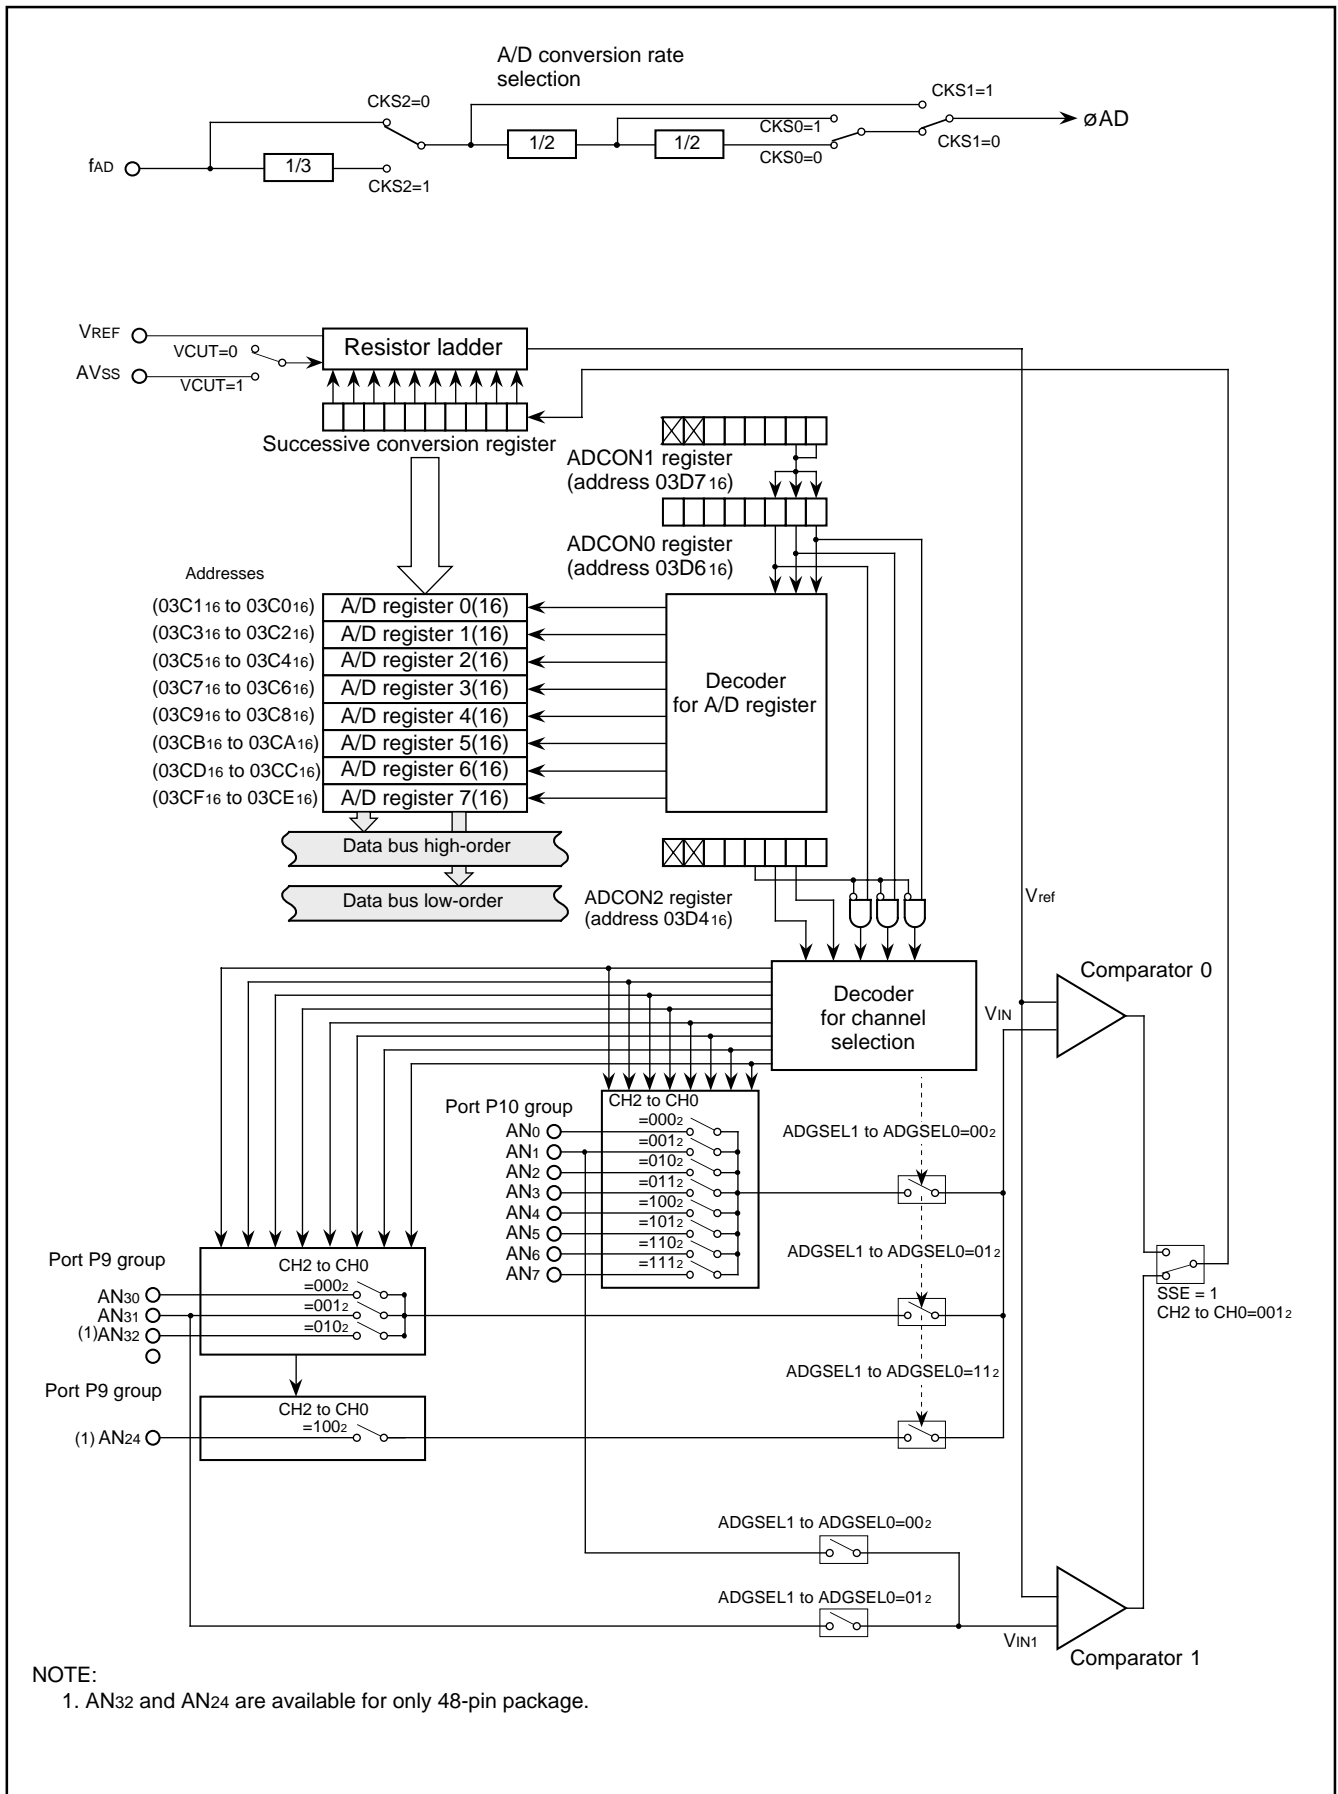 A/D conversion rate
selection
CKS2=0
CKS1=1
CKS0=1
øAD
1/2
1/2
CKS1=0
CKS0=0
fAD
1/3
CKS2=1
VREF
VCUT=0
Resistor ladder
AVSS
VCUT=1
Successive conversion register
ADCON1 register
(address 03D716)
ADCON0 register
(address 03D616)
Addresses
(03C116 to 03C016)
A/D register 0(16)
(03C316 to 03C216)
A/D register 1(16)
(03C516 to 03C416)
A/D register 2(16)
(03C716 to 03C616)
A/D register 3(16)
(03C916 to 03C816)
A/D register 4(16)
(03CB16 to 03CA16)
A/D register 5(16)
(03CD16 to 03CC16)
A/D register 6(16)
(03CF16 to 03CE16)
A/D register 7(16)
Decoder
for A/D register
Data bus high-order
Data bus low-order
ADCON2 register
(address 03D416)
Vref
Comparator 0
Decoder
for channel
selection
VIN
Port P10 group
CH2 to CH0
AN0
=0002
AN1
=0012
AN2
=0102
AN3
=0112
AN4
=1002
AN5
=1012
AN6
=1102
AN7
=1112
ADGSEL1 to ADGSEL0=002
ADGSEL1 to ADGSEL0=012
ADGSEL1 to ADGSEL0=112
Port P9 group
CH2 to CH0
AN30
=0002
AN31
=0012
(1)AN32
=0102
SSE = 1
CH2 to CH0=0012
Port P9 group
CH2 to CH0
=1002
(1) AN24
ADGSEL1 to ADGSEL0=002
ADGSEL1 to ADGSEL0=012
VIN1
Comparator 1
NOTE:
1. AN32 and AN24 are available for only 48-pin package.